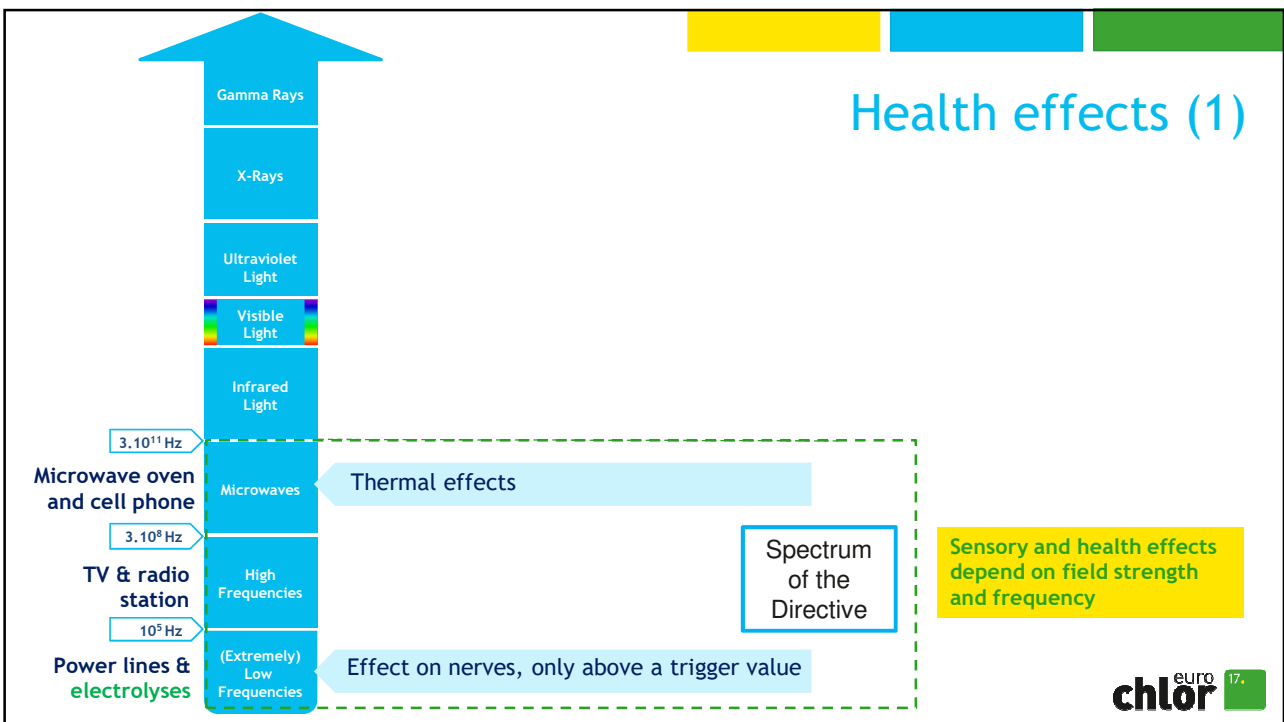 Health effects (1)
Gamma Rays
X-Rays
Ultraviolet
Light
Visible
Light
Infrared
Light
3.10¹¹ Hz
Microwave oven
and cell phone
Microwaves
Thermal effects
3.10⁸ Hz
TV & radio
station
High
Frequencies
Spectrum
of the
Directive
Sensory and health effects
depend on field strength
and frequency
10⁵ Hz
Power lines &
electrolyses
(Extremely)
Low
Frequencies
Effect on nerves, only above a trigger value
euro
chlor
17.